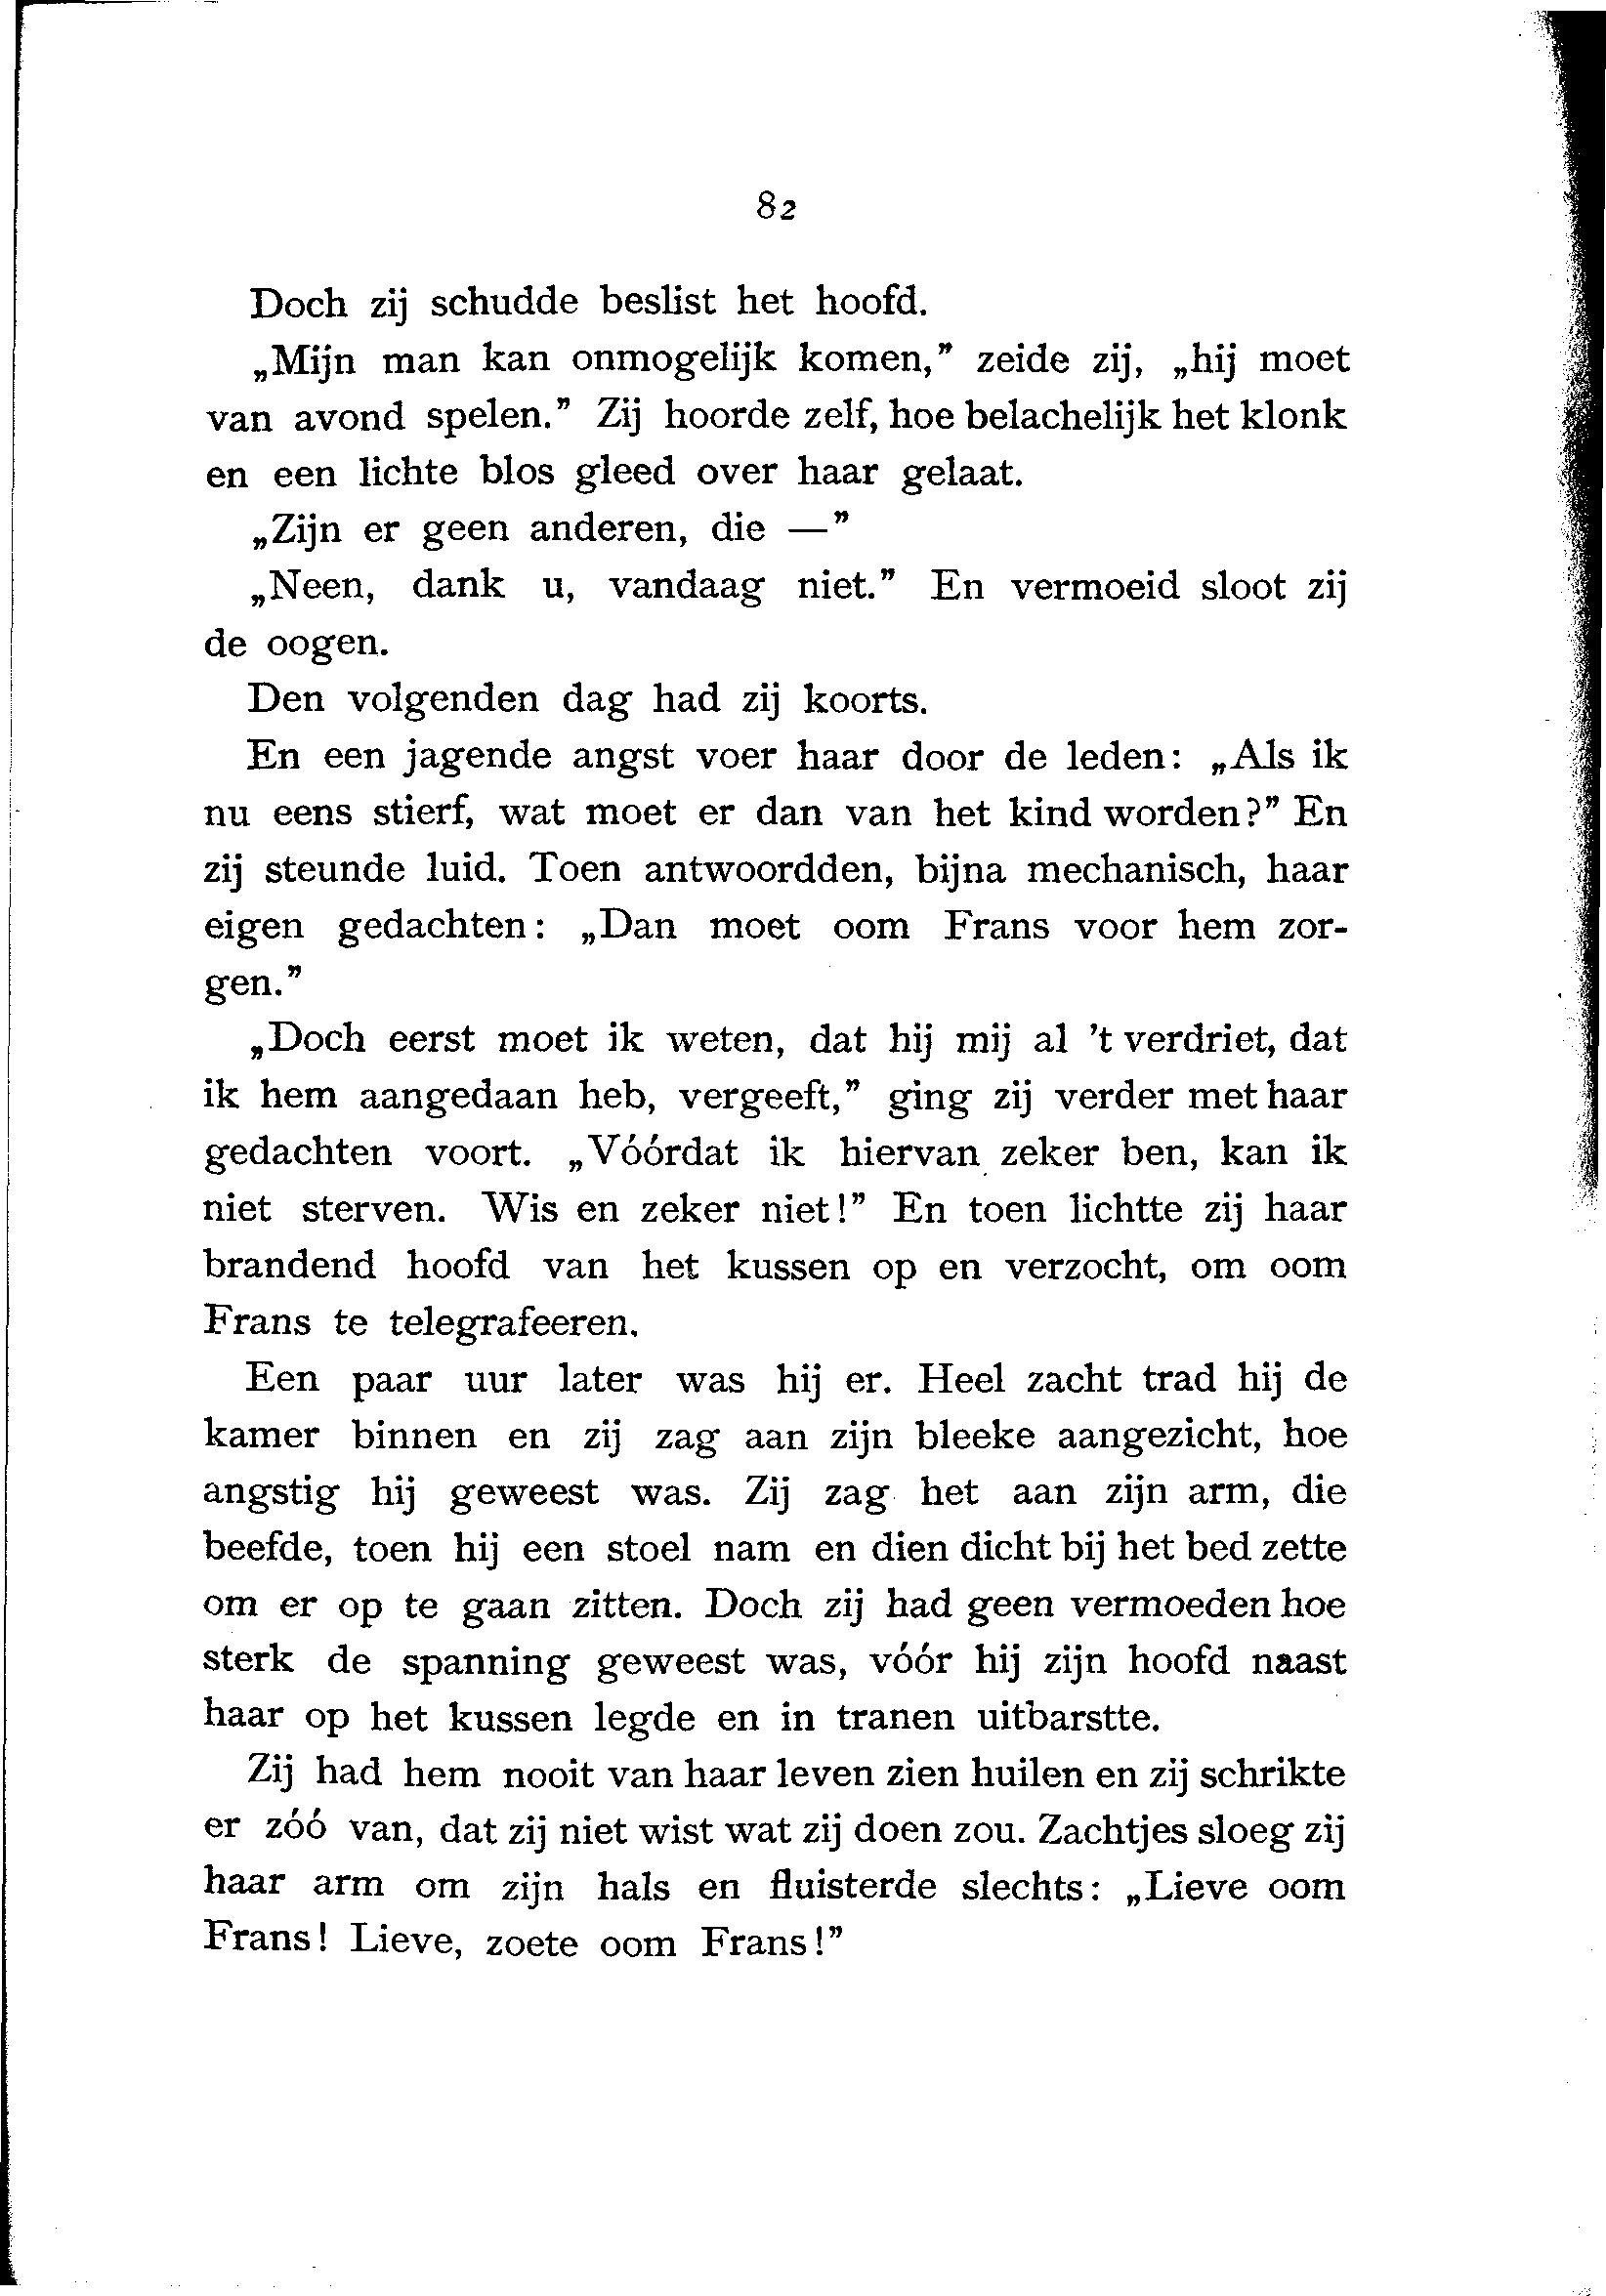 82
Doch zij schudde beslist het hoofd.
„Mijn man kan onmogelijk komen,” zeide zij, „hij moet
van avond spelen.” Zij hoorde zelf, hoe belachelijk het klonk
en een lichte blos gleed over haar gelaat.
„Zijn er geen anderen, die —”
„Neen, dank u, vandaag niet.” En vermoeid sloot zij
de oogen.
Den volgenden dag had zij koorts.
En een jagende angst voer haar door de leden: „Als ik
nu eens stierf, wat moet er dan van het kind worden?” En
zij steunde luid. Toen antwoordden, bijna mechanisch, haar
eigen gedachten: „Dan moet oom Frans voor hem zor-
gen.”
„Doch eerst moet ik weten, dat hij mij al 't verdriet, dat
ik hem aangedaan heb, vergeeft,” ging zij verder met haar
gedachten voort. „Vóórdat ik hiervan zeker ben, kan ik
niet sterven. Wis en zeker niet!” En toen lichtte zij haar
brandend hoofd van het kussen op en verzocht, om oom
Frans te telegrafeeren.
Een paar uur later was hij er. Heel zacht trad hij de
kamer binnen en zij zag aan zijn bleeke aangezicht, hoe
angstig hij geweest was. Zij zag het aan zijn arm, die
beefde, toen hij een stoel nam en dien dicht bij het bed zette
om er op te gaan zitten. Doch zij had geen vermoeden hoe
sterk de spanning geweest was, vóór hij zijn hoofd naast
haar op het kussen legde en in tranen uitbarstte.
Zij had hem nooit van haar leven zien huilen en zij schrikte
er zóó van, dat zij niet wist wat zij doen zou. Zachtjes sloeg zij
haar arm om zijn hals en fluisterde slechts: „Lieve oom
Frans! Lieve, zoete oom Frans!”